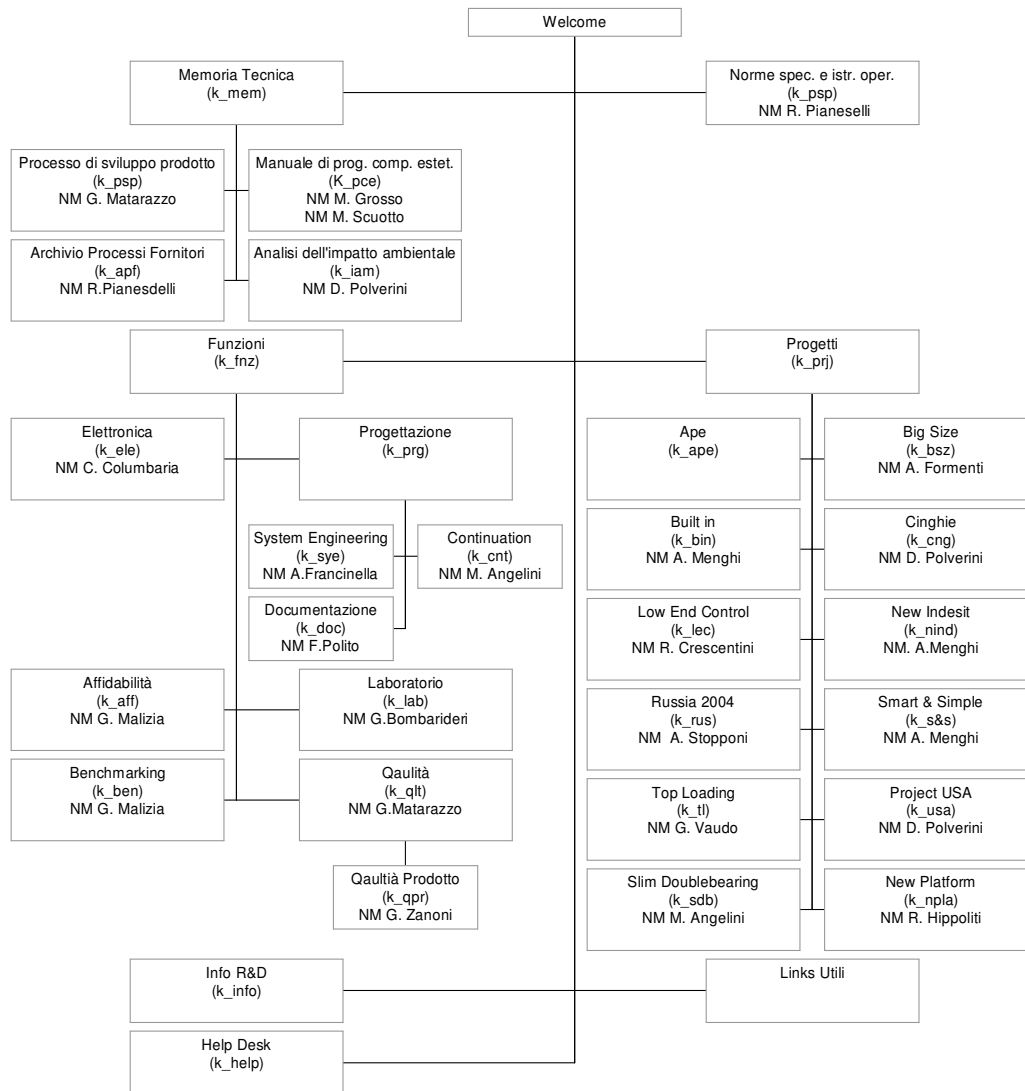 Welcome
Memoria Tecnica
(k_mem)
Norme spec. e istr. oper.
(k_psp)
NM R. Pianeselli
Processo di sviluppo prodotto
(k_psp)
NM G. Matarazzo
Manuale di prog. comp. estet.
(K_pce)
NM M. Grosso
NM M. Scuotto
Archivio Processi Fornitori
(k_apf)
NM R.Pianesdelli
Analisi dell'impatto ambientale
(k_iam)
NM D. Polverini
Funzioni
(k_fnz)
Progetti
(k_prj)
Elettronica
(k_ele)
NM C. Columbaria
Progettazione
(k_prg)
System Engineering
(k_sye)
NM A.Francinella
Continuation
(k_cnt)
NM M. Angelini
Documentazione
(k_doc)
NM F.Polito
Affidabilità
(k_aff)
NM G. Malizia
Laboratorio
(k_lab)
NM G.Bombarideri
Benchmarking
(k_ben)
NM G. Malizia
Qaulità
(k_qlt)
NM G.Matarazzo
Qaultià Prodotto
(k_qpr)
NM G. Zanoni
Ape
(k_ape)
Big Size
(k_bsz)
NM A. Formenti
Built in
(k_bin)
NM A. Menghi
Cinghie
(k_cng)
NM D. Polverini
Low End Control
(k_lec)
NM R. Crescentini
New Indesit
(k_nind)
NM. A.Menghi
Russia 2004
(k_rus)
NM  A. Stopponi
Smart & Simple
(k_s&s)
NM A. Menghi
Top Loading
(k_tl)
NM G. Vaudo
Project USA
(k_usa)
NM D. Polverini
Slim Doublebearing
(k_sdb)
NM M. Angelini
New Platform
(k_npla)
NM R. Hippoliti
Info R&D
(k_info)
Links Utili
Help Desk
(k_help)